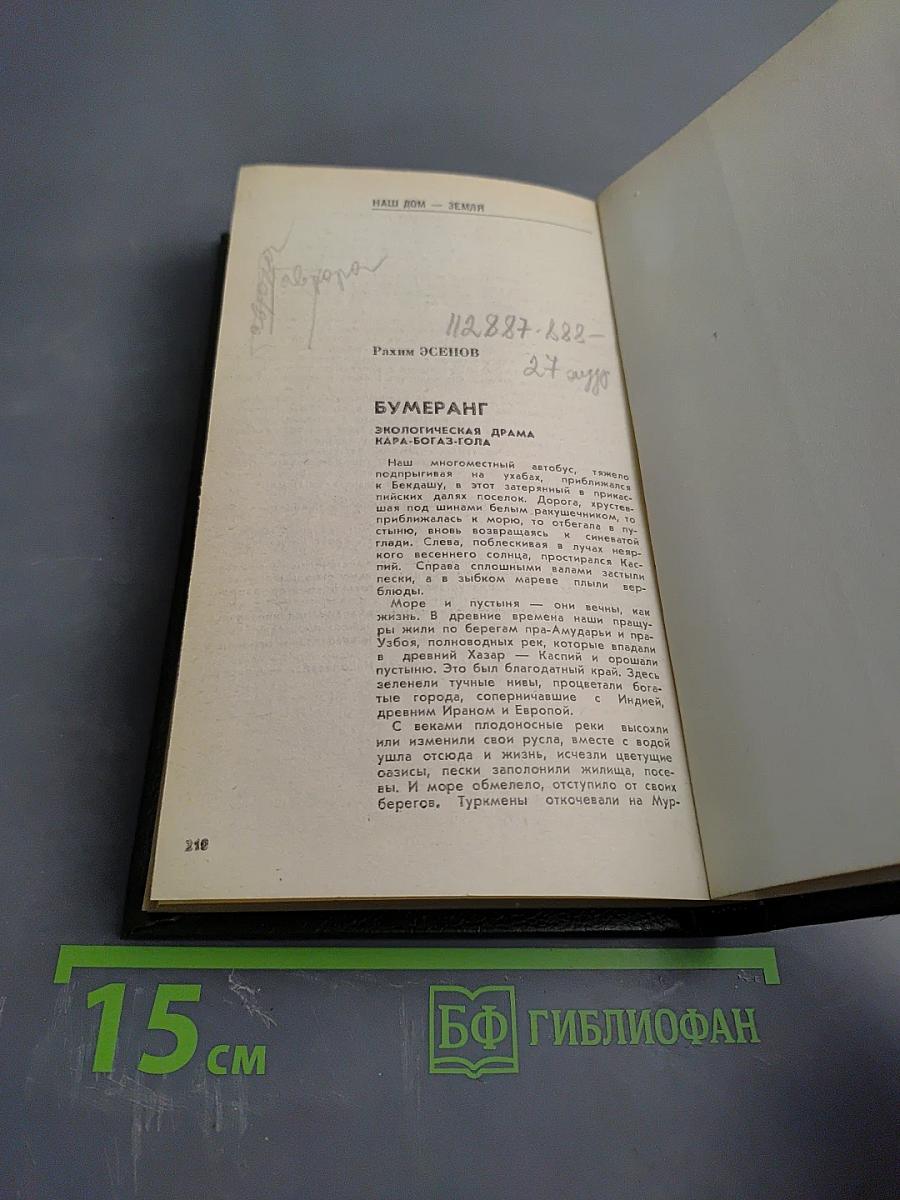 НАШ ДОМ — ЗЕМЛЯ
аврора
112887·
27
Рахим ЭСЕНОВ
БУМЕРАНГ
ЭКОЛОГИЧЕСКАЯ ДРАМА
КАРА-БОГАЗ-ГОЛА
Наш многоместный автобус, тяжело
подпрыгивая на ухабах, приближался
к Бекдашу, в этот затерянный в прикас-
пийских далях поселок. Дорога, хрустев-
шая под шинами белым ракушечником, то
приближалась к морю, то отбегала в пу-
стыню, вновь возвращаясь к синеватой
глади. Слева, поблескивая в лучах неяр-
кого весеннего солнца, простирался Кас-
пий. Справа сплошными валами застыли
пески, а в зыбком мареве плыли вер-
блюды.
Море и пустыня — они вечны, как
жизнь. В древние времена наши пращу-
ры жили по берегам пра-Амударьи и пра-
Узбоя, полноводных рек, которые впадали
в древний Хазар — Каспий и орошали
пустыню. Это был благодатный край. Здесь
зеленели тучные нивы, процветали бога-
тые города, соперничавшие с Индией,
древним Ираном и Европой.
С веками плодоносные реки высохли
или изменили свои русла, вместе с водой
ушла отсюда и жизнь, исчезли цветущие
оазисы, пески заполонили жилища, посе-
вы. И море обмелело, отступило от своих
берегов. Туркмены откочевали на Мур-
15 см
БФ ГИБЛИОФАН